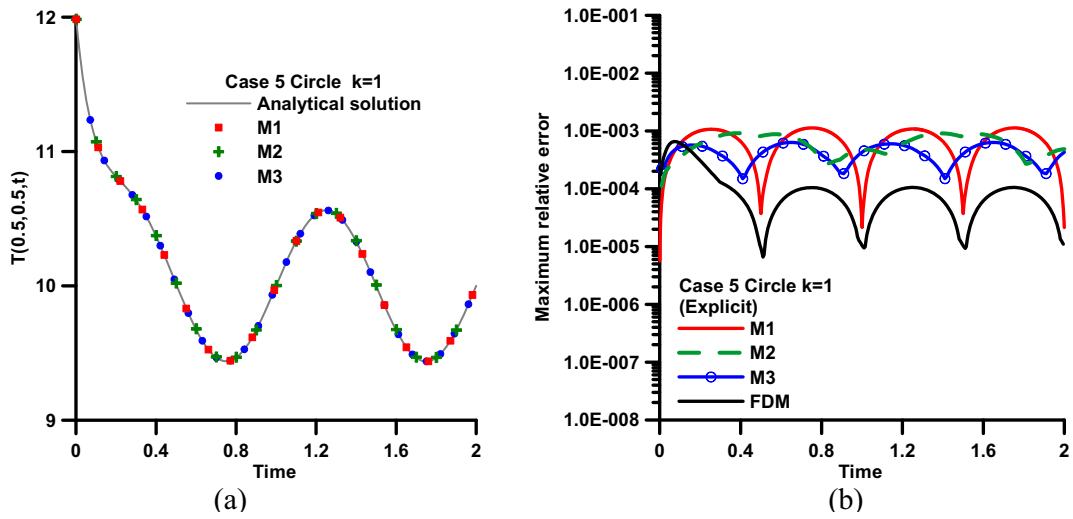 12
11
10
9
T(0.5,0.5,t)
Case 5 Circle k=1
Analytical solution
M1
M2
M3
0 0.4 0.8 1.2 1.6 2
Time
(a)
1.0E-001
1.0E-002
1.0E-003
1.0E-004
1.0E-005
1.0E-006
1.0E-007
1.0E-008
Maximum relative error
Case 5 Circle k=1
(Explicit)
M1
M2
M3
FDM
0 0.4 0.8 1.2 1.6 2
Time
(b)